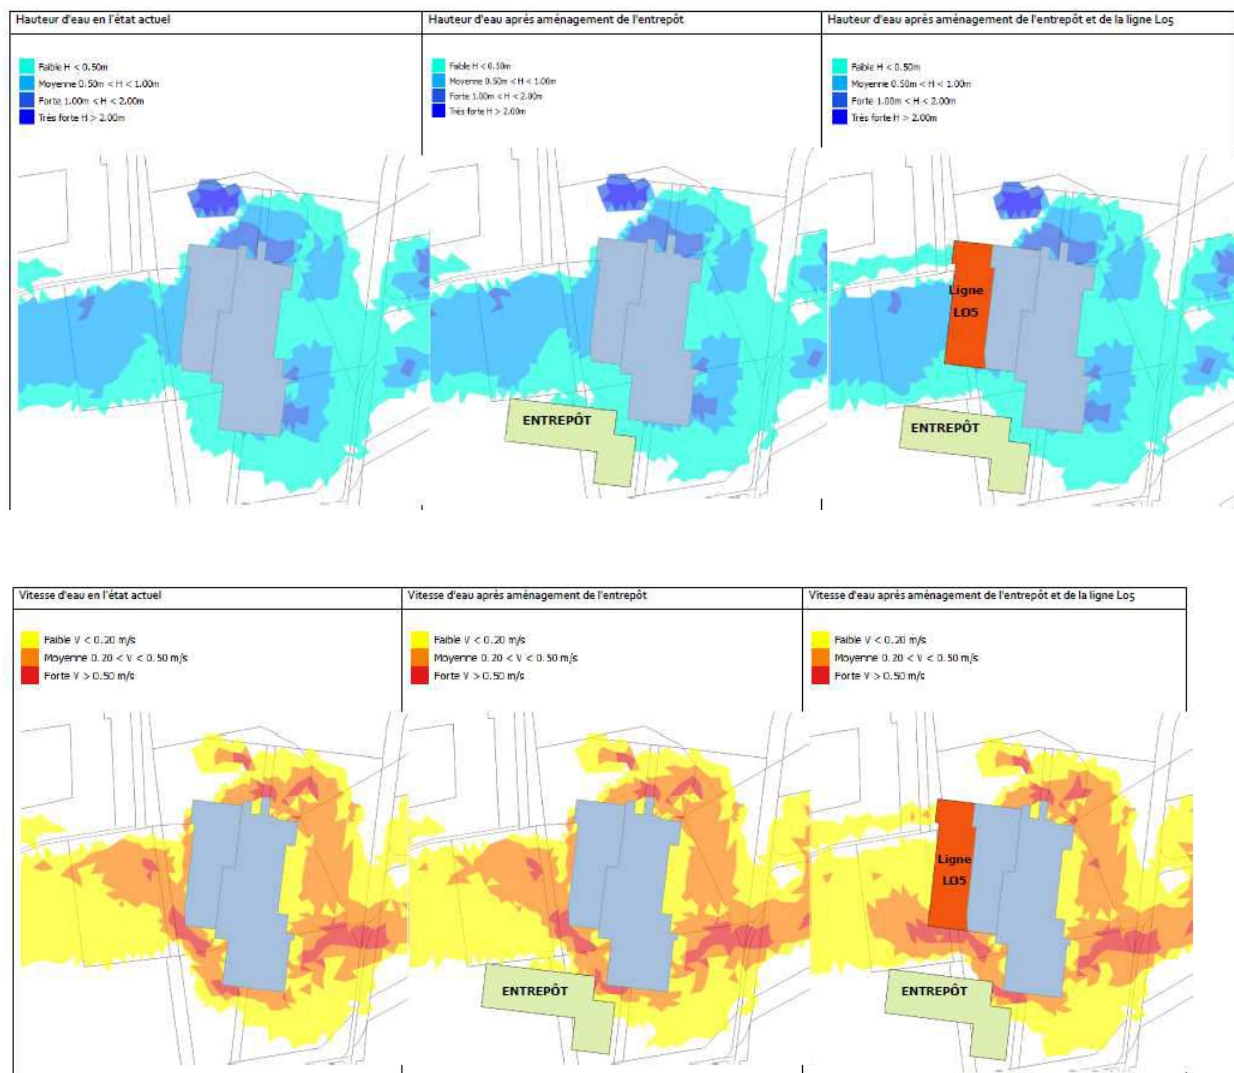 Hauteur d'eau en l'état actuel
Hauteur d'eau après aménagement de l'entrepôt
Hauteur d'eau après aménagement de l'entrepôt et de la ligne L05
Faible H < 0.50m
Moyenne 0.50m < H < 1.00m
Forte 1.00m < H < 2.00m
Très forte H > 2.00m
Faible H < 0.50m
Moyenne 0.50m < H < 1.00m
Forte 1.00m < H < 2.00m
Très forte H > 2.00m
Faible H < 0.50m
Moyenne 0.50m < H < 1.00m
Forte 1.00m < H < 2.00m
Très forte H > 2.00m
ENTREPÔT
Ligne
LO5
ENTREPÔT
Vitesse d'eau en l'état actuel
Vitesse d'eau après aménagement de l'entrepôt
Vitesse d'eau après aménagement de l'entrepôt et de la ligne L05
Faible V < 0.20 m/s
Moyenne 0.20 < V < 0.50 m/s
Forte V > 0.50 m/s
Faible V < 0.20 m/s
Moyenne 0.20 < V < 0.50 m/s
Forte V > 0.50 m/s
Faible V < 0.20 m/s
Moyenne 0.20 < V < 0.50 m/s
Forte V > 0.50 m/s
ENTREPÔT
Ligne
LO5
ENTREPÔT